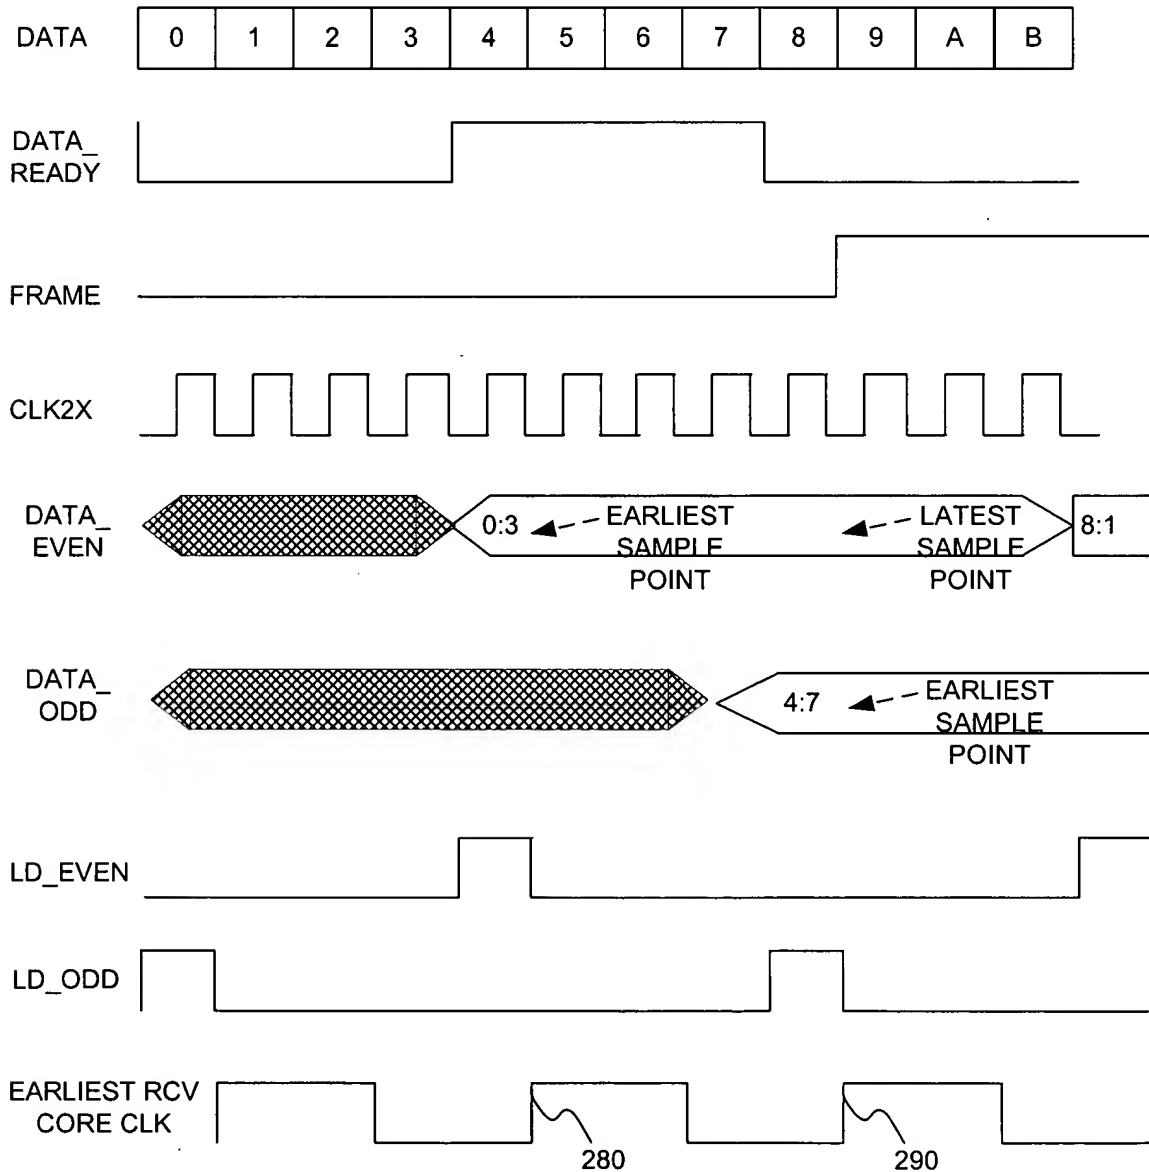 DATA 0 1 2 3 4 5 6 7 8 9 A B
DATA_
READY
FRAME
CLK2X
DATA_
EVEN
0:3
EARLIEST
SAMPLE
POINT
LATEST
SAMPLE
POINT
8:1
DATA_
ODD
4:7
EARLIEST
SAMPLE
POINT
LD_EVEN
LD_ODD
EARLIEST RCV
CORE CLK
280
290